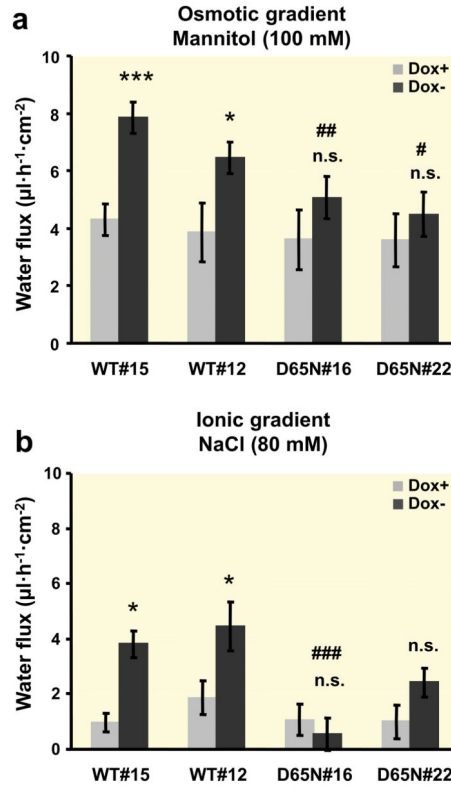 a
Osmotic gradient
Mannitol (100 mM)
Water flux (µl·h⁻¹·cm⁻²)
10
8
6
4
2
0
Dox+
Dox-
***
*
##
n.s.
#
n.s.
WT#15
WT#12
D65N#16
D65N#22
b
Ionic gradient
NaCl (80 mM)
Water flux (µl·h⁻¹·cm⁻²)
10
8
6
4
2
0
Dox+
Dox-
*
*
###
n.s.
n.s.
WT#15
WT#12
D65N#16
D65N#22